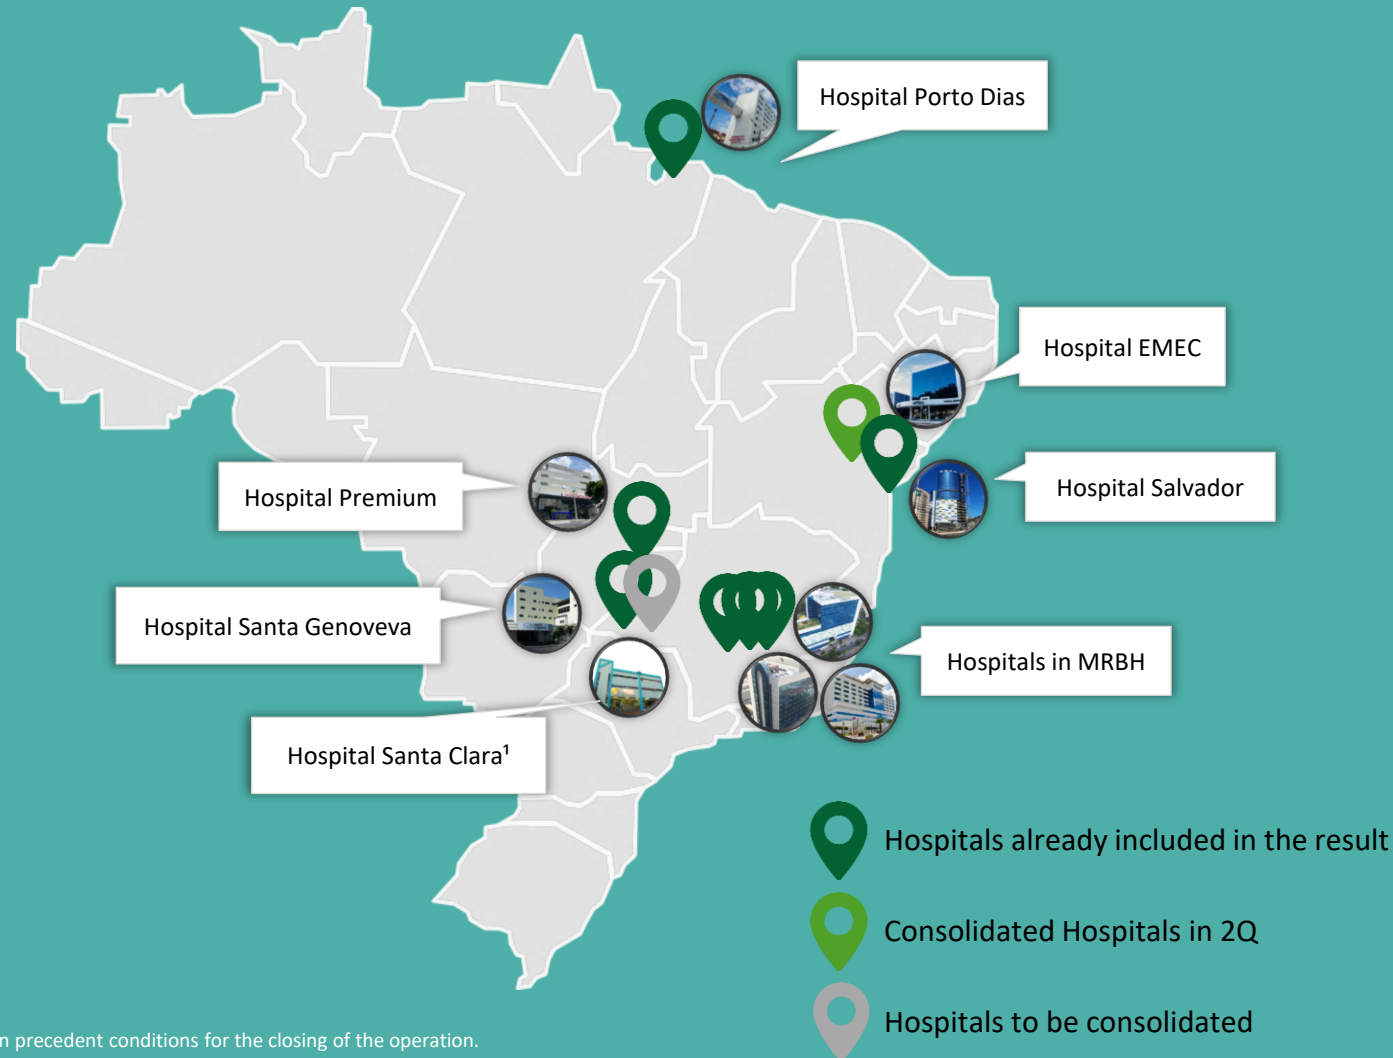 Hospital Porto Dias
Hospital EMEC
Hospital Premium
Hospital Salvador
Hospital Santa Genoveva
Hospitals in MRBH
Hospital Santa Clara¹
Hospitals already included in the result
Consolidated Hospitals in 2Q
Hospitals to be consolidated
precedent conditions for the closing of the operation.